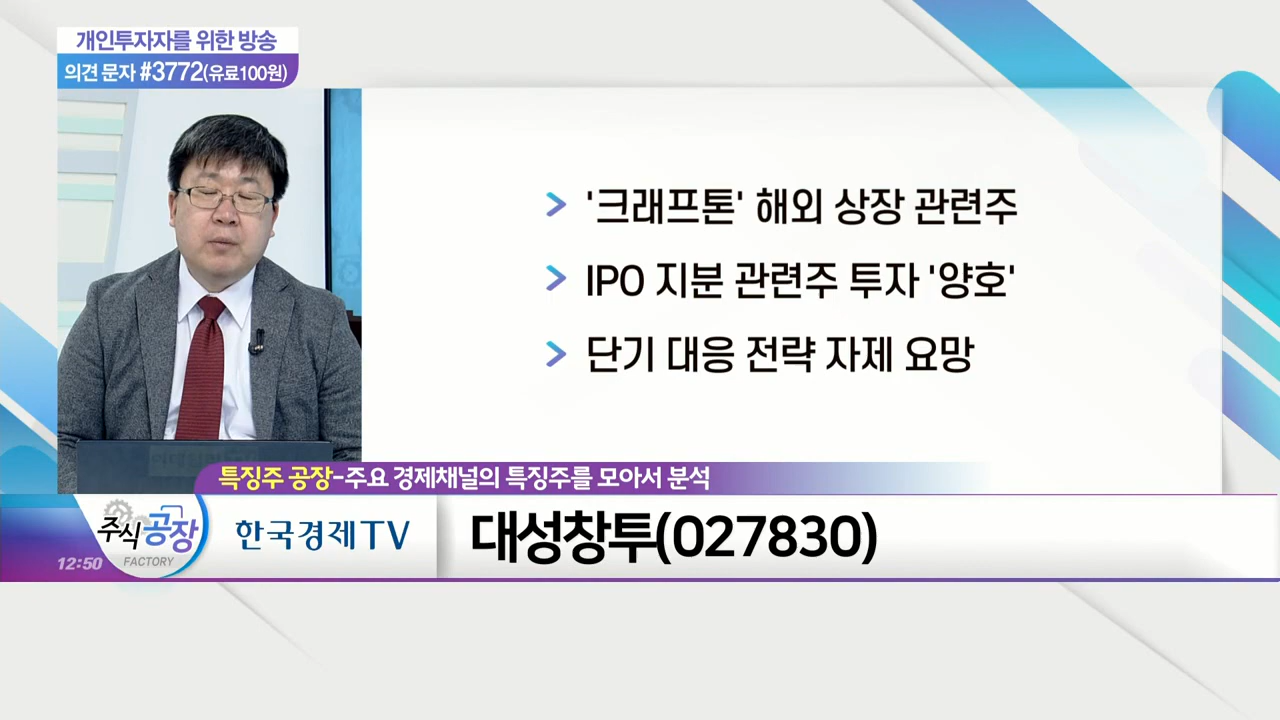 개인투자자를 위한 방송
의견 문자 #3772(유료100원)
'크래프톤' 해외 상장 관련주
IPO 지분 관련주 투자 '양호'
단기 대응 전략 자제 요망
특징주 공장-주요 경제채널의 특징주를 모아서 분석
주식공장
FACTORY
12:50
한국경제TV
대성창투(027830)